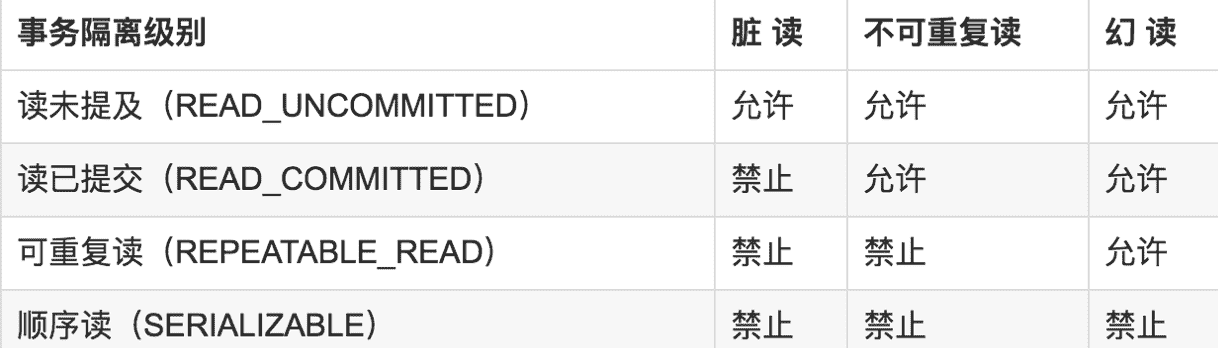 事务隔离级别 脏 读 不可重复读 幻 读
读未提及（READ_UNCOMMITTED） 允许 允许 允许
读已提交（READ_COMMITTED） 禁止 允许 允许
可重复读（REPEATABLE_READ） 禁止 禁止 允许
顺序读（SERIALIZABLE） 禁止 禁止 禁止